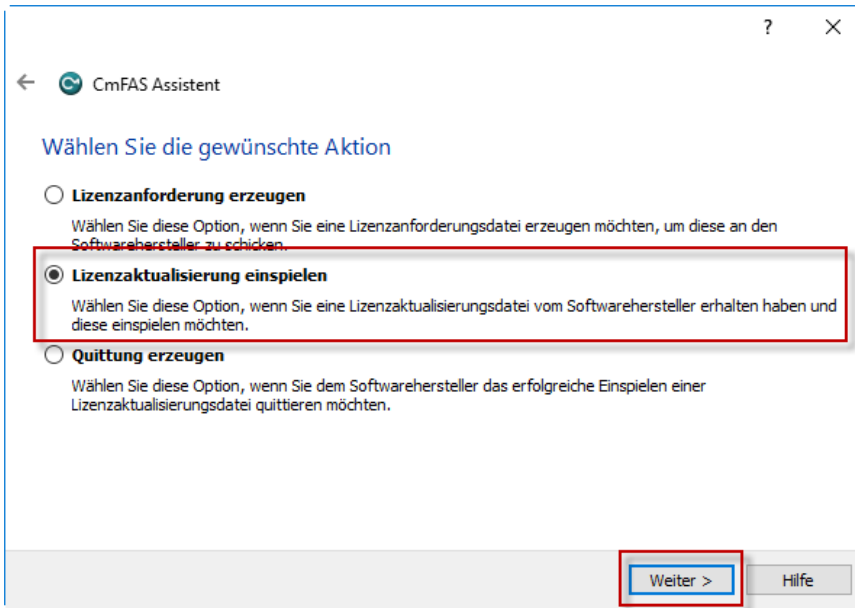 ?
CmFAS Assistent
Wählen Sie die gewünschte Aktion
Lizenzanforderung erzeugen
Wählen Sie diese Option, wenn Sie eine Lizenzanforderungsdatei erzeugen möchten, um diese an den
Softwarehersteller zu schicken.
Lizenzaktualisierung einspielen
Wählen Sie diese Option, wenn Sie eine Lizenzaktualisierungsdatei vom Softwarehersteller erhalten haben und
diese einspielen möchten.
Quittung erzeugen
Wählen Sie diese Option, wenn Sie dem Softwarehersteller das erfolgreiche Einspielen einer
Lizenzaktualisierungsdatei quittieren möchten.
Weiter > Hilfe